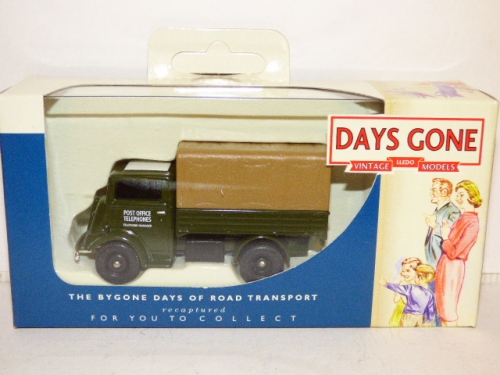 DAYS GONE
VINTAGE LLEDO MODELS
POST OFFICE
TELEPHONES
THE BYGONE DAYS OF ROAD TRANSPORT
recaptured
FOR YOU TO COLLECT